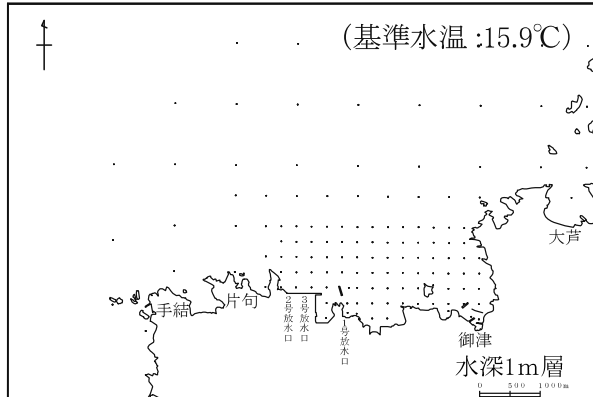 (基準水温:15.9℃)
大芦
手結
片句
2号放水口
3号放水口
1号放水口
御津
水深1m層
0 500 1000m